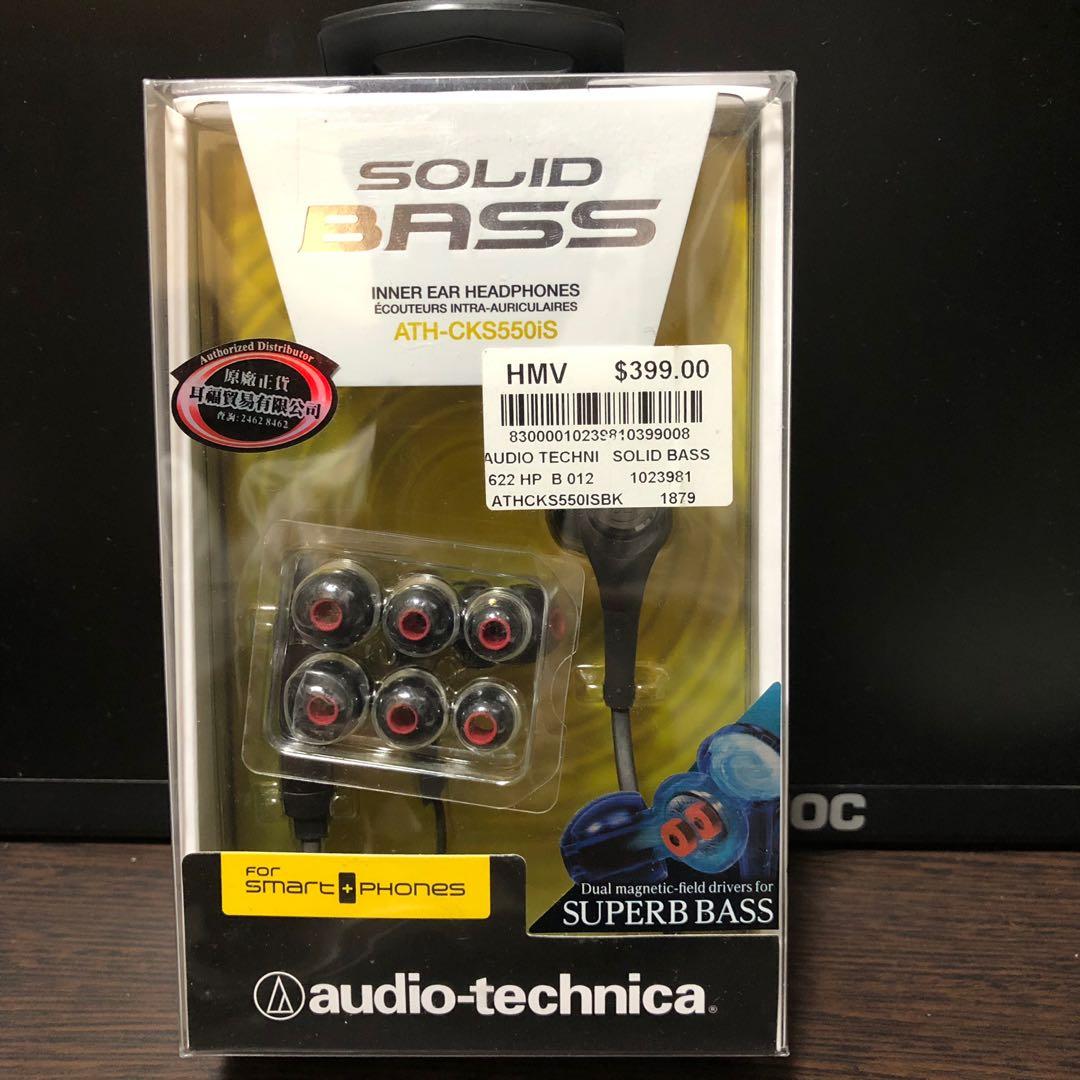 SOLID
BASS
INNER EAR HEADPHONES
ÉCOUTEURS INTRA-AURICULAIRES
ATH-CKS550iS
Authorized Distributor
原廠正貨
耳福貿易有限公司
查詢:2462 8462
HMV $399.00
83000010239810399008
AUDIO TECHNI SOLID BASS
622 HP B 012 1023981
ATHCKS550ISBK 1879
OC
Dual magnetic-field drivers for
SUPERB BASS
FOR
smart+PHONES
audio-technica®